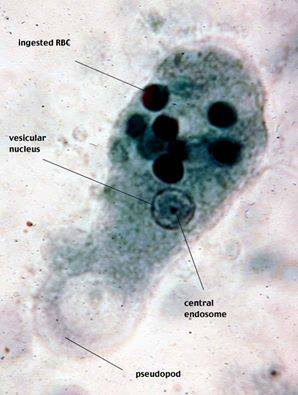 ingested RBC
vesicular
nucleus
central
endosome
pseudopod